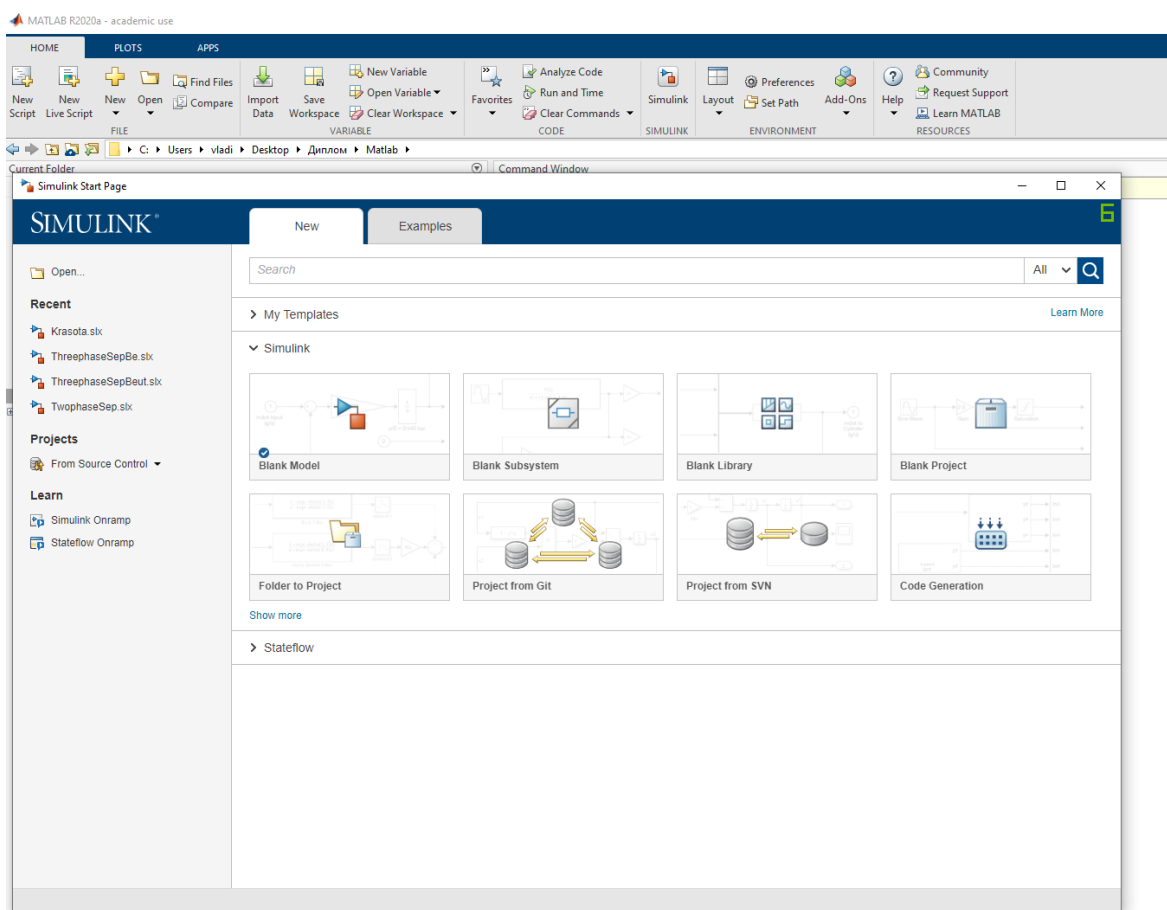 MATLAB R2020a - academic use
HOME PLOTS APPS
New Script
New Live Script
New
Open
Find Files
Compare
FILE
Import Data
Save Workspace
New Variable
Open Variable
Clear Workspace
VARIABLE
Favorites
Analyze Code
Run and Time
Clear Commands
CODE
Simulink
SIMULINK
Layout
Preferences
Set Path
Add-Ons
ENVIRONMENT
Help
Community
Request Support
Learn MATLAB
RESOURCES
C: Users vladi Desktop Диплом Matlab
Current Folder
Command Window
Simulink Start Page
SIMULINK®
New
Examples
6
Open...
Recent
Krasota.slx
ThreephaseSepBe.slx
ThreephaseSepBeut.slx
TwophaseSep.slx
Projects
From Source Control
Learn
Simulink Onramp
Stateflow Onramp
Search
All
My Templates
Learn More
Simulink
Blank Model
Blank Subsystem
Blank Library
Blank Project
Folder to Project
Project from Git
Project from SVN
Code Generation
Show more
Stateflow